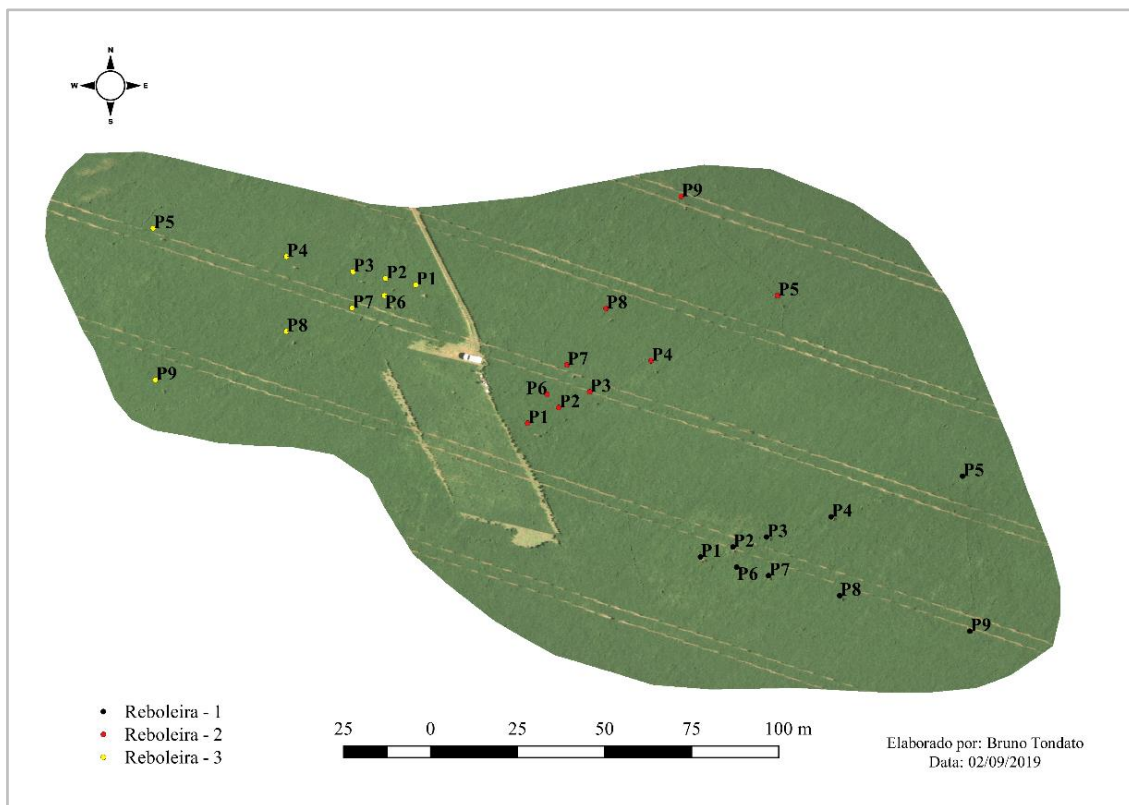 N
W E
S
P9
P5
P4
P3
P2
P1
P5
P6
P7
P8
P8
P4
P7
P9
P3
P6
P2
P1
P5
P4
P3
P2
P1
P6
P7
P8
P9
Reboleira - 1
Reboleira - 2
Reboleira - 3
25 0 25 50 75 100 m
Elaborado por: Bruno Tondato
Data: 02/09/2019